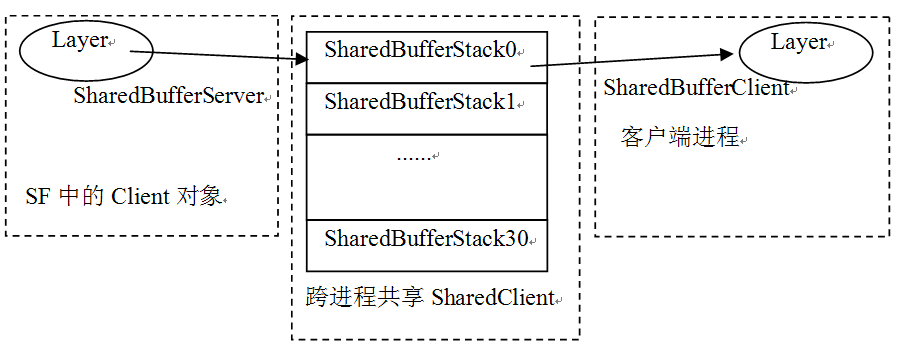 Layer
SharedBufferServer
SF 中的 Client 对象
SharedBufferStack0
SharedBufferStack1
......
SharedBufferStack30
跨进程共享 SharedClient
Layer
SharedBufferClient
客户端进程